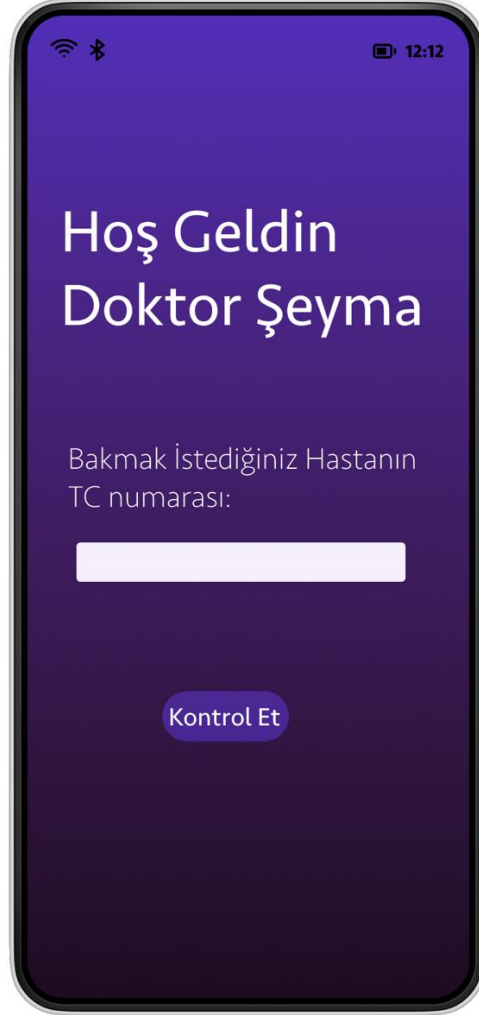 12:12
Hoş Geldin
Doktor Şeyma
Bakmak İstediğiniz Hastanın
TC numarası:
Kontrol Et